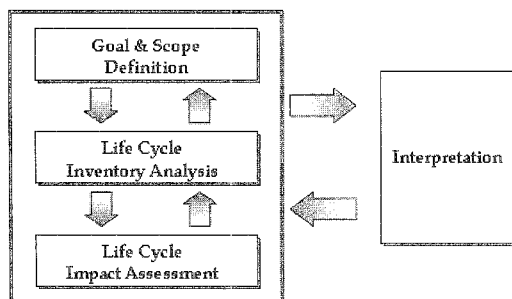 Goal & Scope
Definition
Life Cycle
Inventory Analysis
Life Cycle
Impact Assessment
Interpretation